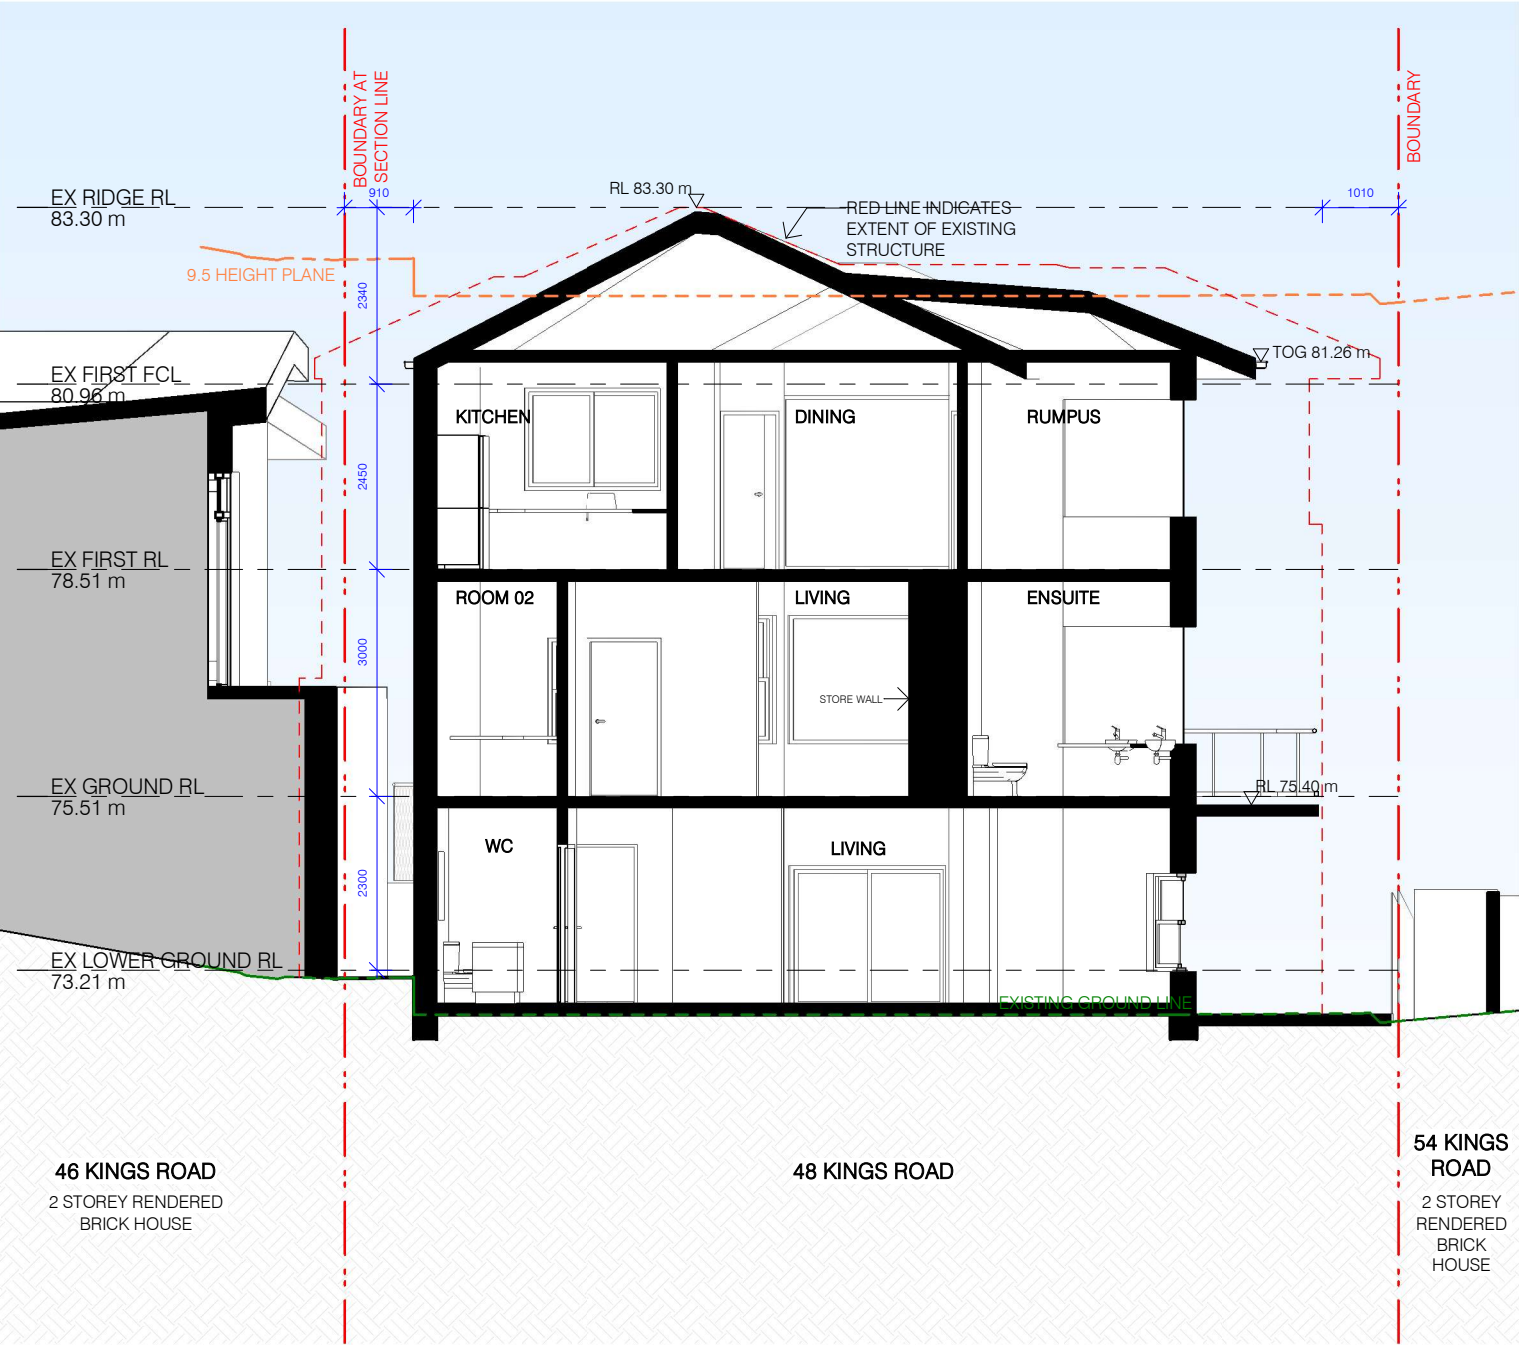 BOUNDARY AT
SECTION LINE
BOUNDARY
910
1010
EX RIDGE RL
83.30 m
RL 83.30 m
RED LINE INDICATES
EXTENT OF EXISTING
STRUCTURE
9.5 HEIGHT PLANE
2340
TOG 81.26 m
EX FIRST FCL
80.96 m
KITCHEN
DINING
RUMPUS
2450
EX FIRST RL
78.51 m
ROOM 02
LIVING
ENSUITE
3000
STORE WALL
EX GROUND RL
75.51 m
RL 75.40 m
WC
LIVING
2300
EX LOWER GROUND RL
73.21 m
EXISTING GROUND LINE
46 KINGS ROAD
2 STOREY RENDERED
BRICK HOUSE
48 KINGS ROAD
54 KINGS
ROAD
2 STOREY
RENDERED
BRICK
HOUSE